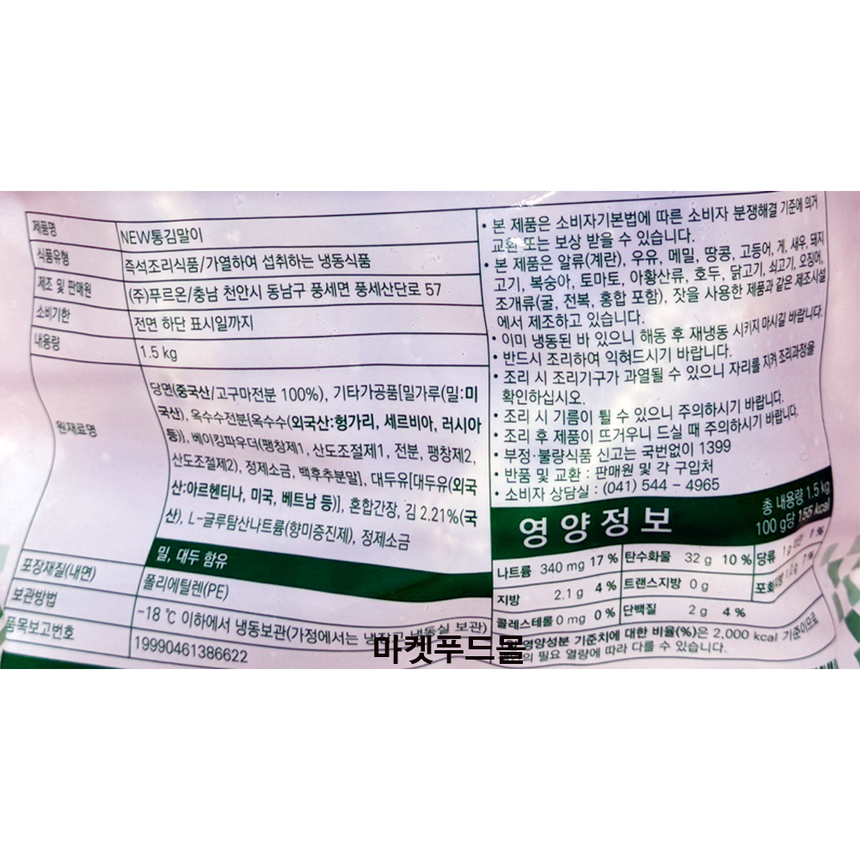 제품명 NEW통김말이
식품유형 즉석조리식품/가열하여 섭취하는 냉동식품
제조 및 판매원 (주)푸르온/충남 천안시 동남구 풍세면 풍세산단로 57
소비기한 전면 하단 표시일까지
내용량 1.5 kg
원재료명
당면(중국산/고구마전분 100%), 기타가공품[밀가루(밀:미
국산), 옥수수전분[옥수수(외국산:헝가리, 세르비아, 러시아
등)], 베이킹파우더(팽창제1, 산도조절제1, 전분, 팽창제2,
산도조절제2), 정제소금, 백후추분말], 대두유[대두유(외국
산:아르헨티나, 미국, 베트남 등)], 혼합간장, 김 2.21%(국
산), L-글루탐산나트륨(향미증진제), 정제소금
밀, 대두 함유
포장재질(내면) 폴리에틸렌(PE)
보관방법 -18 ℃ 이하에서 냉동보관(가정에서는 냉장고 냉동실 보관)
품목보고번호 19990461386622
• 본 제품은 소비자기본법에 따른 소비자 분쟁해결 기준에 의거
교환 또는 보상 받을 수 있습니다.
• 본 제품은 알류(계란), 우유, 메밀, 땅콩, 고등어, 게, 새우, 돼지
고기, 복숭아, 토마토, 아황산류, 호두, 닭고기, 쇠고기, 오징어,
조개류(굴, 전복, 홍합 포함), 잣을 사용한 제품과 같은 제조시설
에서 제조하고 있습니다.
• 이미 냉동된 바 있으니 해동 후 재냉동 시키지 마시길 바랍니다.
• 반드시 조리하여 익혀드시기 바랍니다.
• 조리 시 조리기구가 과열될 수 있으니 자리를 지켜 조리과정을
확인하십시오.
• 조리 시 기름이 튈 수 있으니 주의하시기 바랍니다.
• 조리 후 제품이 뜨거우니 드실 때 주의하시기 바랍니다.
• 부정·불량식품 신고는 국번없이 1399
• 반품 및 교환 : 판매원 및 각 구입처
• 소비자 상담실 : (041) 544 - 4965
영양정보
총 내용량 1.5 kg
100 g당 155 kcal
나트륨 340 mg 17 % 탄수화물 32 g 10 % 당류 1 g 1 %
지방 2.1 g 4 % 트랜스지방 0 g
콜레스테롤 0 mg 0 % 단백질 2 g 4 %
영양성분 기준치에 대한 비율(%)은 2,000 kcal 기준이므로
필요 열량에 따라 다를 수 있습니다.
마켓푸드몰